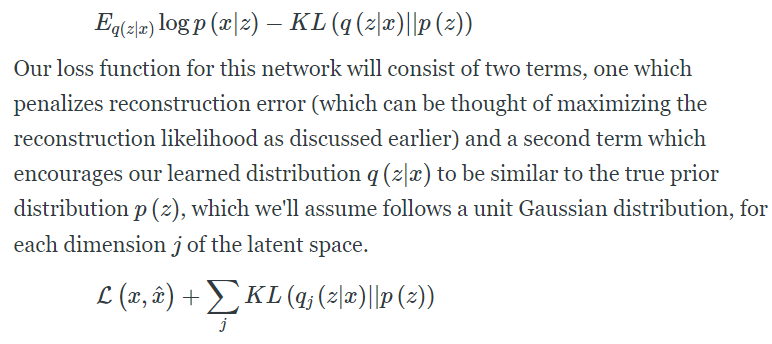 E_{q(z|x)} log p (x|z) − KL (q (z|x)||p (z))
Our loss function for this network will consist of two terms, one which
penalizes reconstruction error (which can be thought of maximizing the
reconstruction likelihood as discussed earlier) and a second term which
encourages our learned distribution q (z|x) to be similar to the true prior
distribution p (z), which we'll assume follows a unit Gaussian distribution, for
each dimension j of the latent space.
ℒ (x, x̂) + ∑_j KL (q_j (z|x)||p (z))